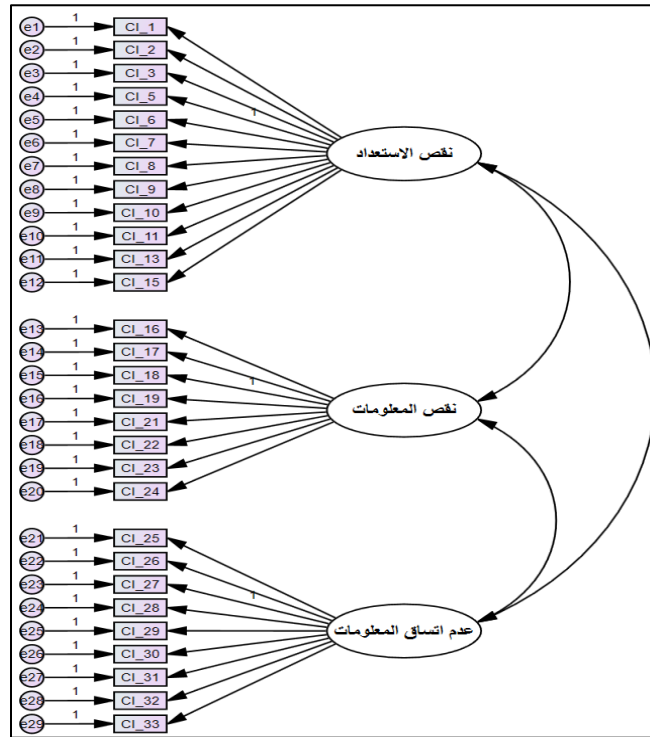 e1 1 CI_1
e2 1 CI_2
e3 1 CI_3
e4 1 CI_5
1
e5 1 CI_6
e6 1 CI_7
نقص الاستعداد
e7 1 CI_8
e8 1 CI_9
e9 1 CI_10
e10 1 CI_11
e11 1 CI_13
e12 1 CI_15
e13 1 CI_16
e14 1 CI_17
e15 1 CI_18
1
e16 1 CI_19
نقص المعلومات
e17 1 CI_21
e18 1 CI_22
e19 1 CI_23
e20 1 CI_24
e21 1 CI_25
e22 1 CI_26
e23 1 CI_27
1
e24 1 CI_28
e25 1 CI_29
عدم اتساق المعلومات
e26 1 CI_30
e27 1 CI_31
e28 1 CI_32
e29 1 CI_33